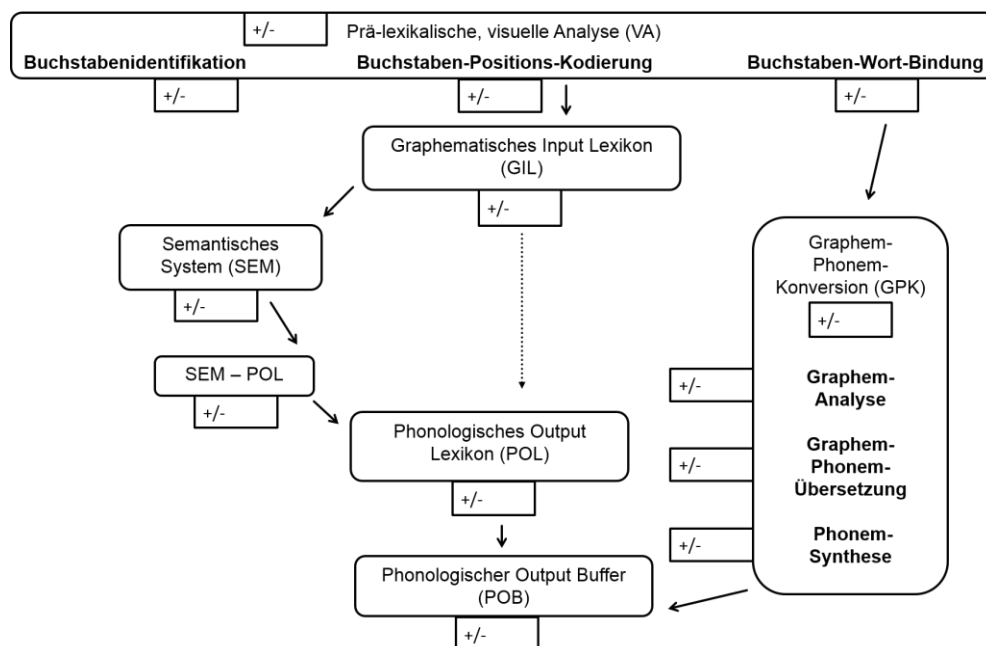 +/- Prä-lexikalische, visuelle Analyse (VA)
Buchstabenidentifikation Buchstaben-Positions-Kodierung Buchstaben-Wort-Bindung
+/- +/- +/-
Graphematisches Input Lexikon
(GIL)
+/-
Semantisches
System (SEM)
+/-
SEM – POL
+/-
Phonologisches Output
Lexikon (POL)
+/-
Phonologischer Output Buffer
(POB)
+/-
Graphem-
Phonem-
Konversion (GPK)
+/-
+/- Graphem-
Analyse
Graphem-
+/- Phonem-
Übersetzung
+/- Phonem-
Synthese